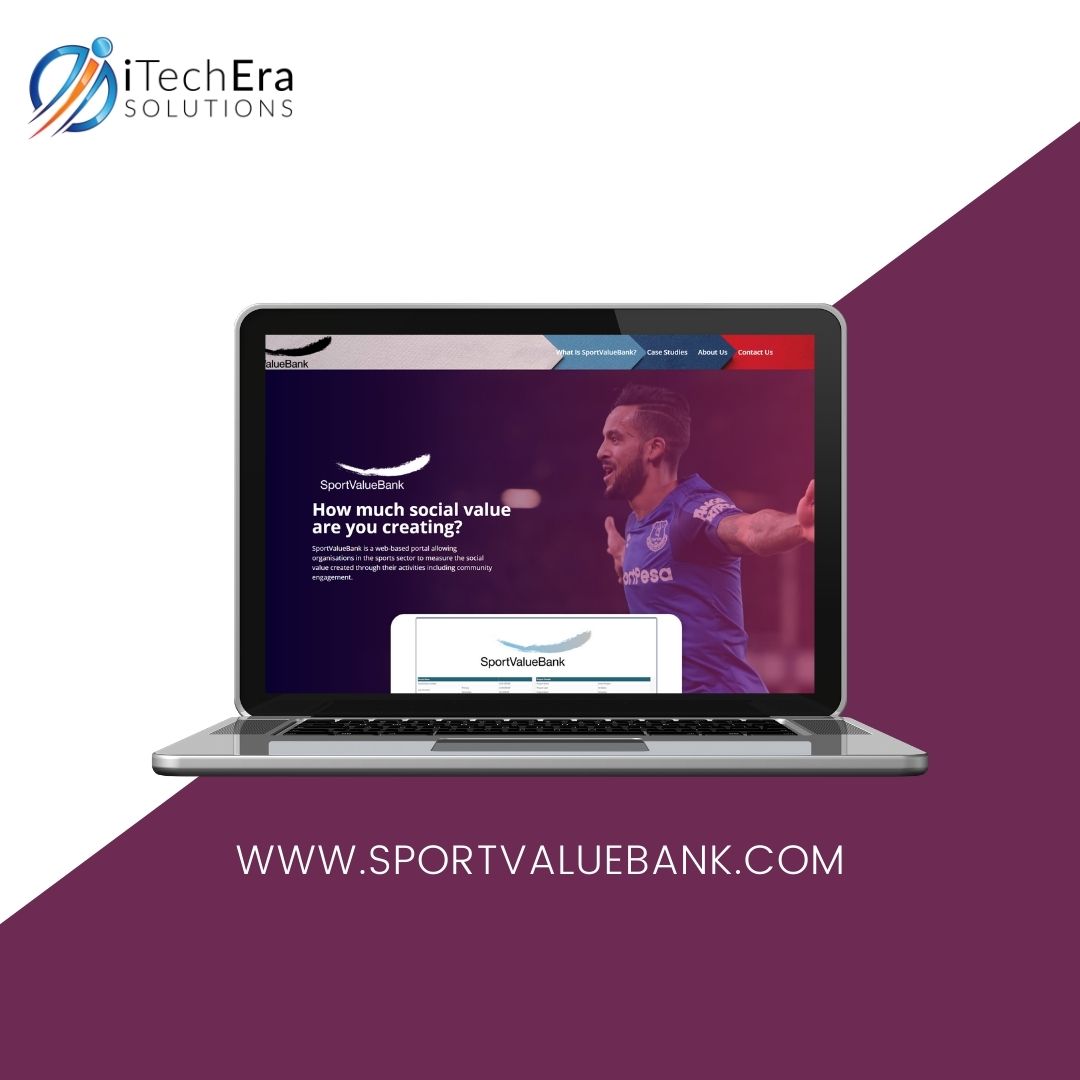 iTechEra
SOLUTIONS
alueBank
What Is SportValueBank? Case Studies About Us Contact Us
SportValueBank
How much social value
are you creating?
SportValueBank is a web-based portal allowing
organisations in the sports sector to measure the social
value created through their activities including community
engagement.
SportValueBank
WWW.SPORTVALUEBANK.COM